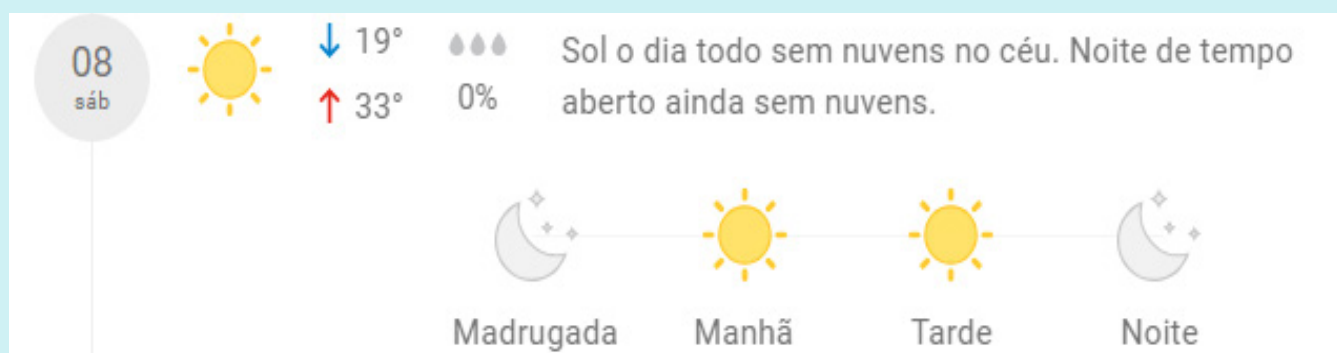 08
sáb
↓ 19°
↑ 33°
0%
Sol o dia todo sem nuvens no céu. Noite de tempo
aberto ainda sem nuvens.
Madrugada Manhã Tarde Noite